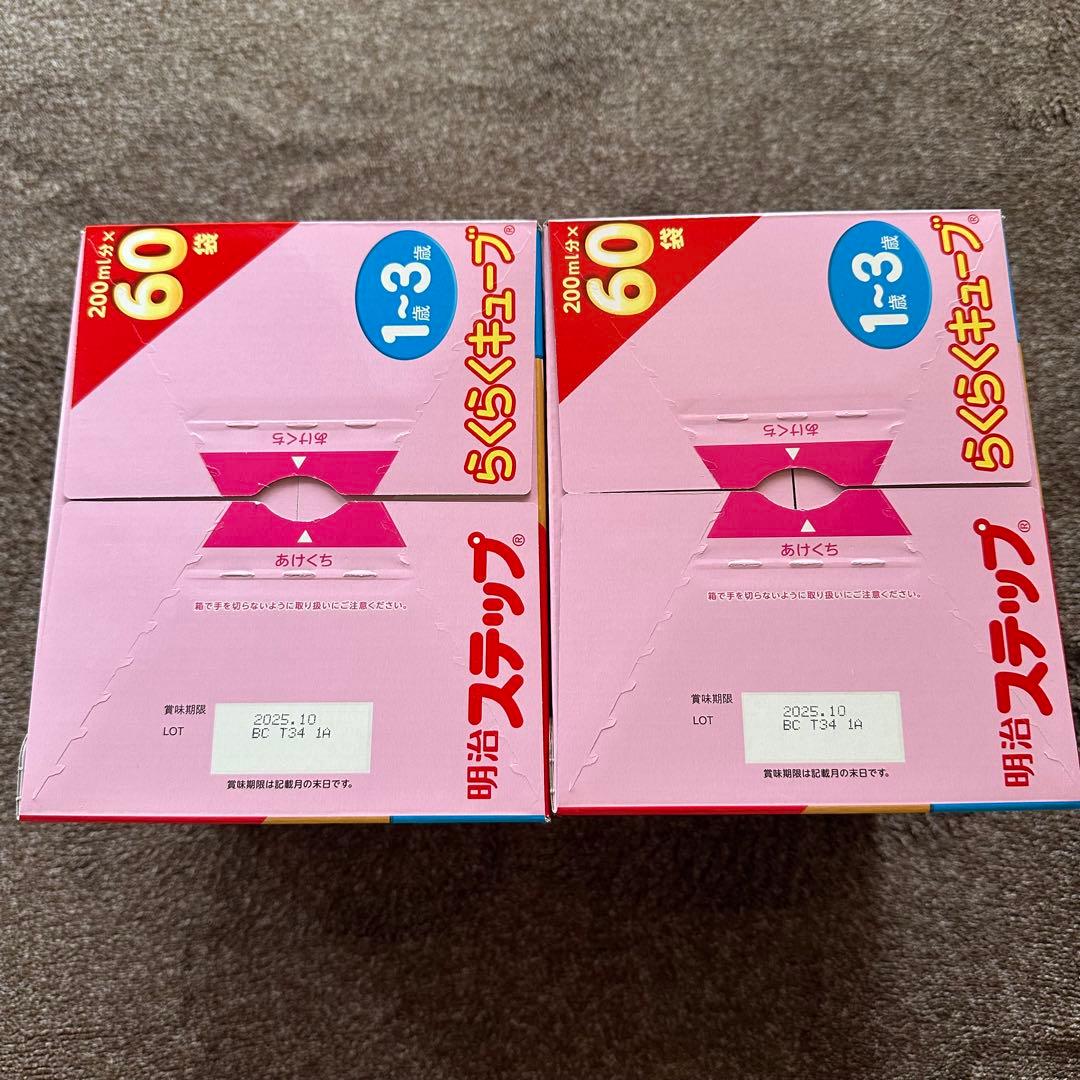 200ml分×
60袋
1~3歳
歳
らくらくキューブ®
明治ステップ®
あけくち
あけくち
箱で手を切らないように取り扱いにご注意ください。
賞味期限 2025.10
LOT BC T34 1A
賞味期限は記載月の末日です。
200ml分×
60袋
1~3歳
歳
らくらくキューブ®
明治ステップ®
あけくち
あけくち
箱で手を切らないように取り扱いにご注意ください。
賞味期限 2025.10
LOT BC T34 1A
賞味期限は記載月の末日です。